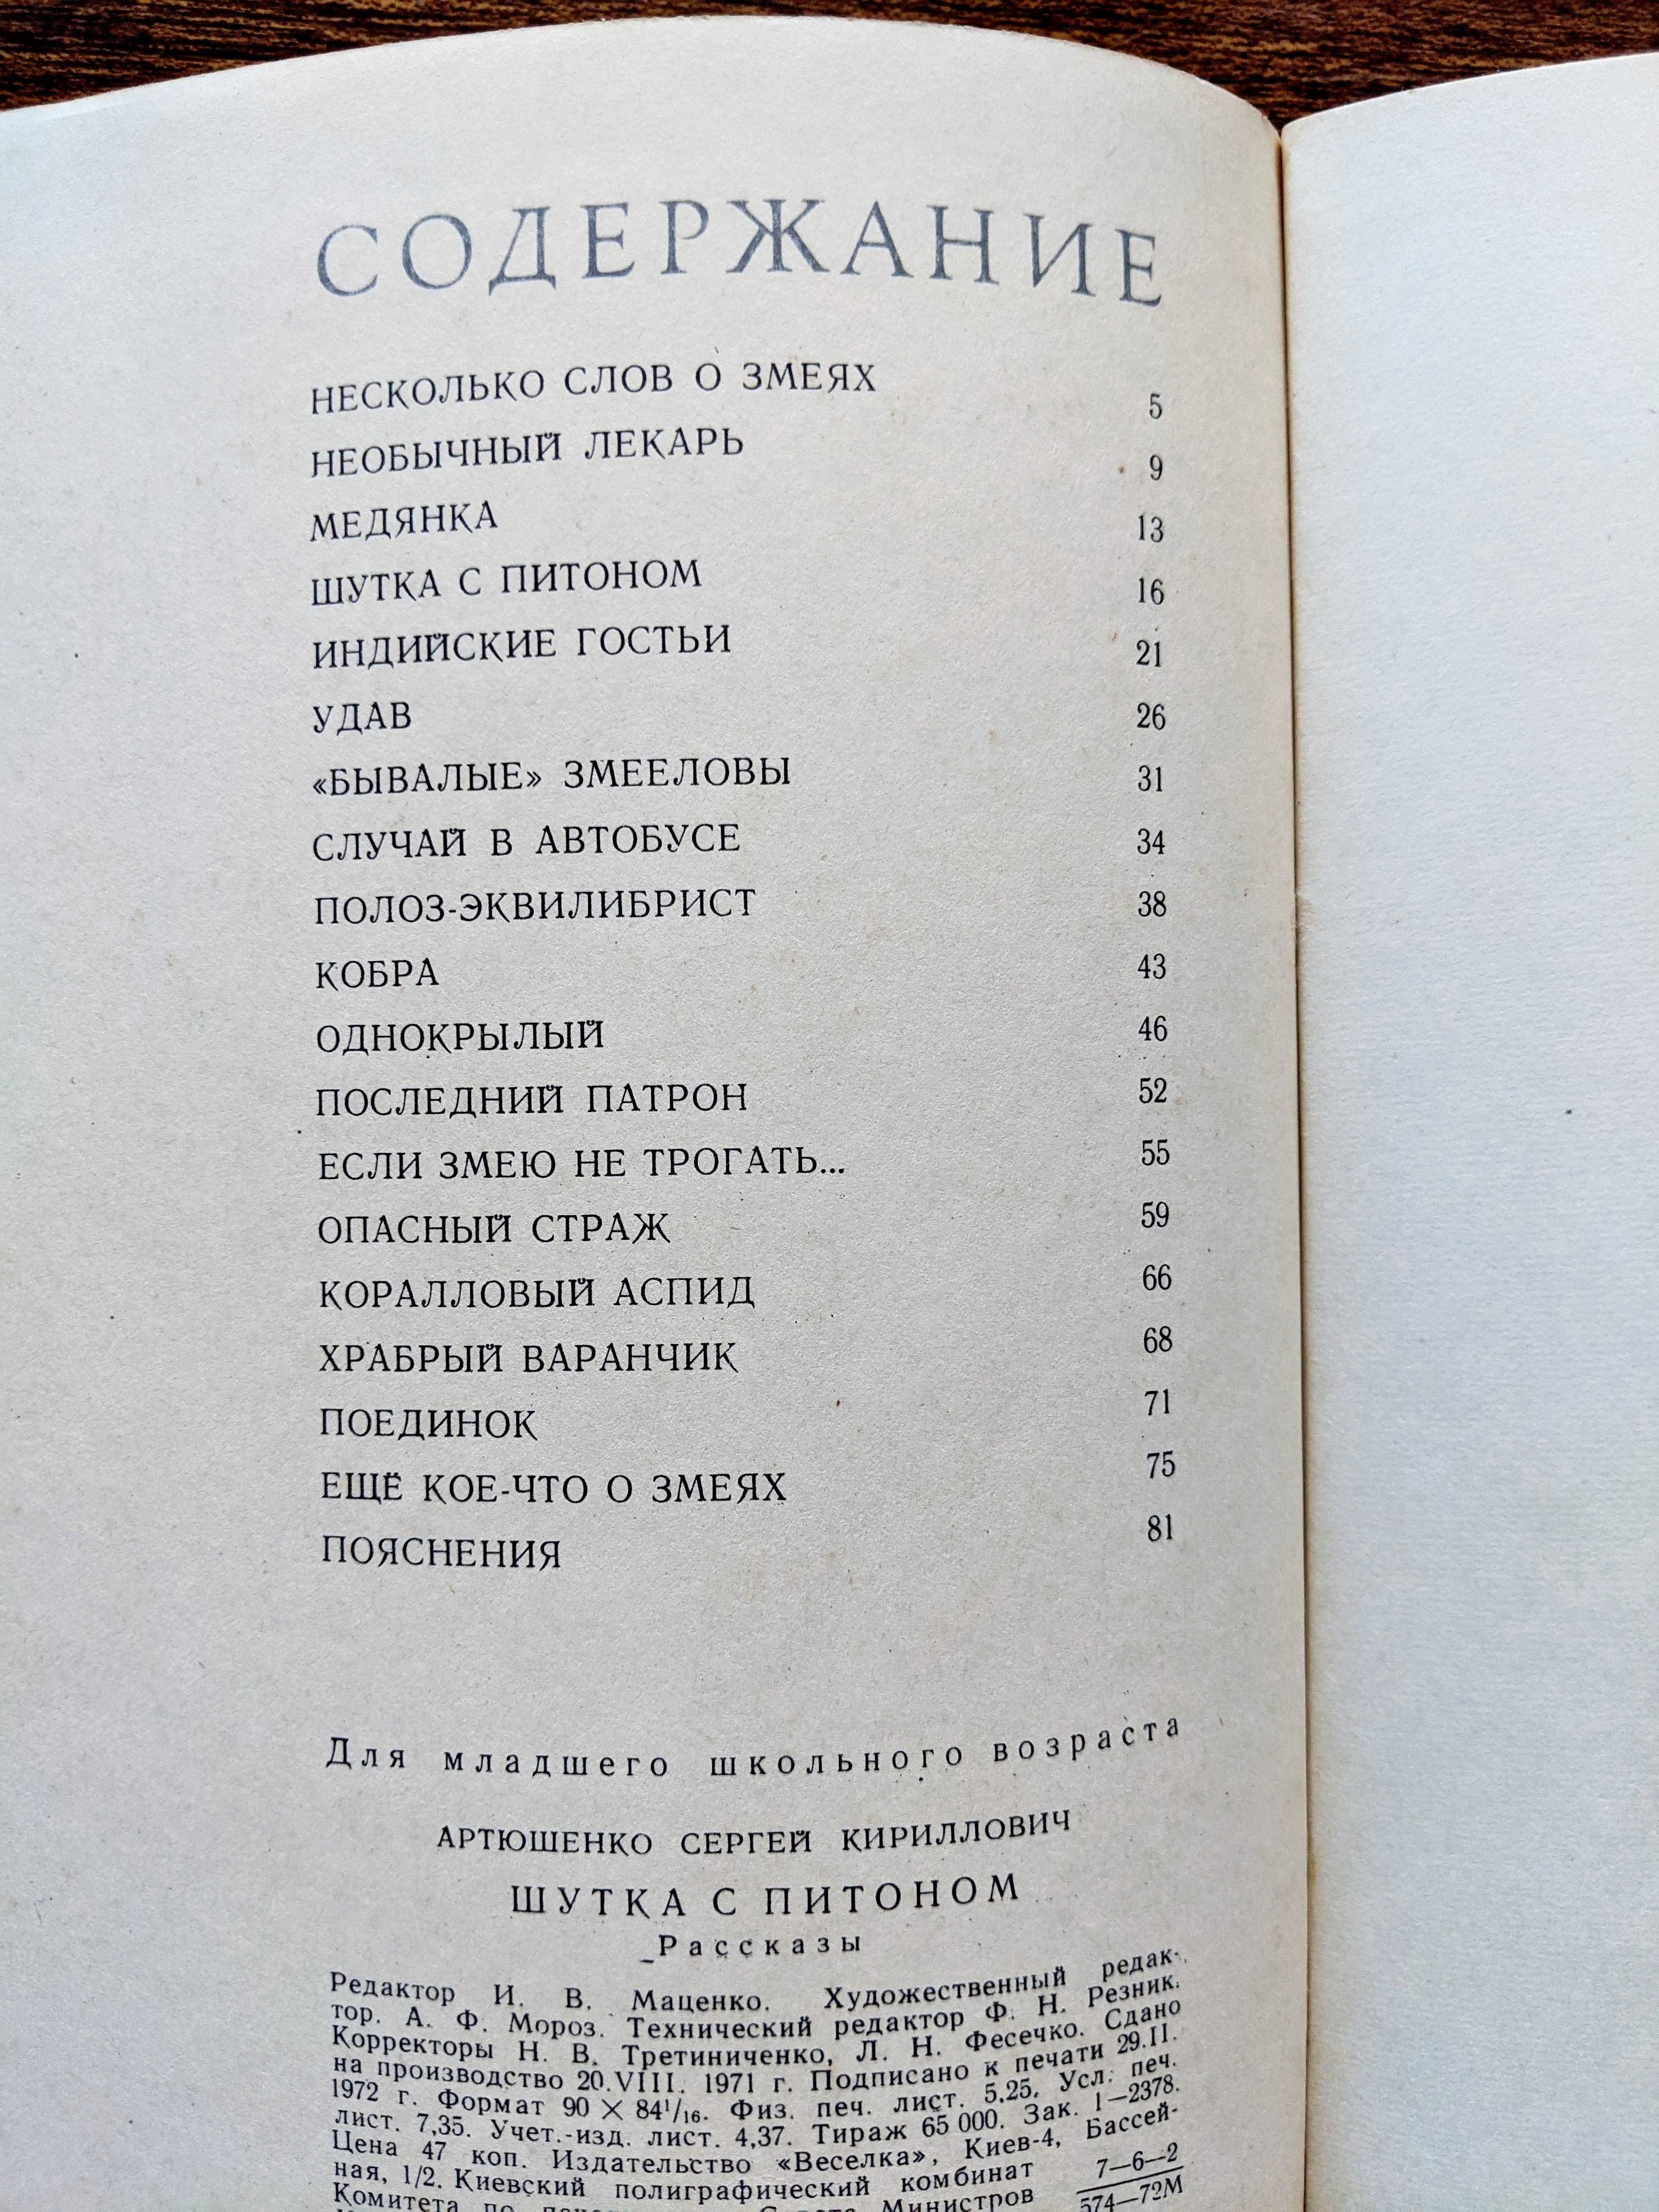 СОДЕРЖАНИЕ
НЕСКОЛЬКО СЛОВ О ЗМЕЯХ 5
НЕОБЫЧНЫЙ ЛЕКАРЬ 9
МЕДЯНКА 13
ШУТКА С ПИТОНОМ 16
ИНДИЙСКИЕ ГОСТЬИ 21
УДАВ 26
«БЫВАЛЫЕ» ЗМЕЕЛОВЫ 31
СЛУЧАЙ В АВТОБУСЕ 34
ПОЛОЗ-ЭКВИЛИБРИСТ 38
КОБРА 43
ОДНОКРЫЛЫЙ 46
ПОСЛЕДНИЙ ПАТРОН 52
ЕСЛИ ЗМЕЮ НЕ ТРОГАТЬ... 55
ОПАСНЫЙ СТРАЖ 59
КОРАЛЛОВЫЙ АСПИД 66
ХРАБРЫЙ ВАРАНЧИК 68
ПОЕДИНОК 71
ЕЩЁ КОЕ-ЧТО О ЗМЕЯХ 75
ПОЯСНЕНИЯ 81
Для младшего школьного возраста
АРТЮШЕНКО СЕРГЕЙ КИРИЛЛОВИЧ
ШУТКА С ПИТОНОМ
Рассказы
Редактор И. В. Маценко. Художественный редак-
тор. А. Ф. Мороз. Технический редактор Ф. Н. Резник.
Корректоры Н. В. Третиниченко, Л. Н. Фесечко. Сдано
на производство 20.VIII. 1971 г. Подписано к печати 29.II.
1972 г. Формат 90 × 84¹/₁₆. Физ. печ. лист. 5,25. Усл. печ.
лист. 7,35. Учет.-изд. лист. 4,37. Тираж 65 000. Зак. 1—2378.
Цена 47 коп. Издательство «Веселка», Киев-4, Бассей-
ная, 1/2. Киевский полиграфический комбинат 7—6—2
Комитета по Министров 574—72М